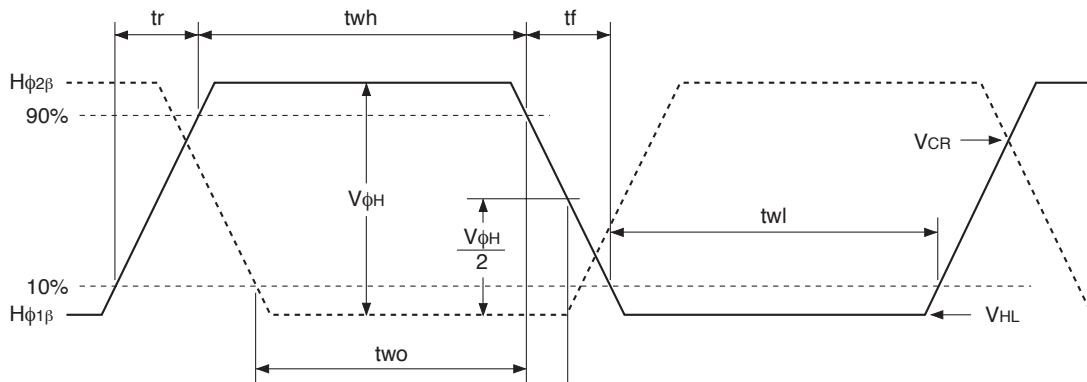 tr twh tf
Hϕ2β
90%
VCR
VϕH
VϕH
2
twl
10%
Hϕ1β
VHL
two